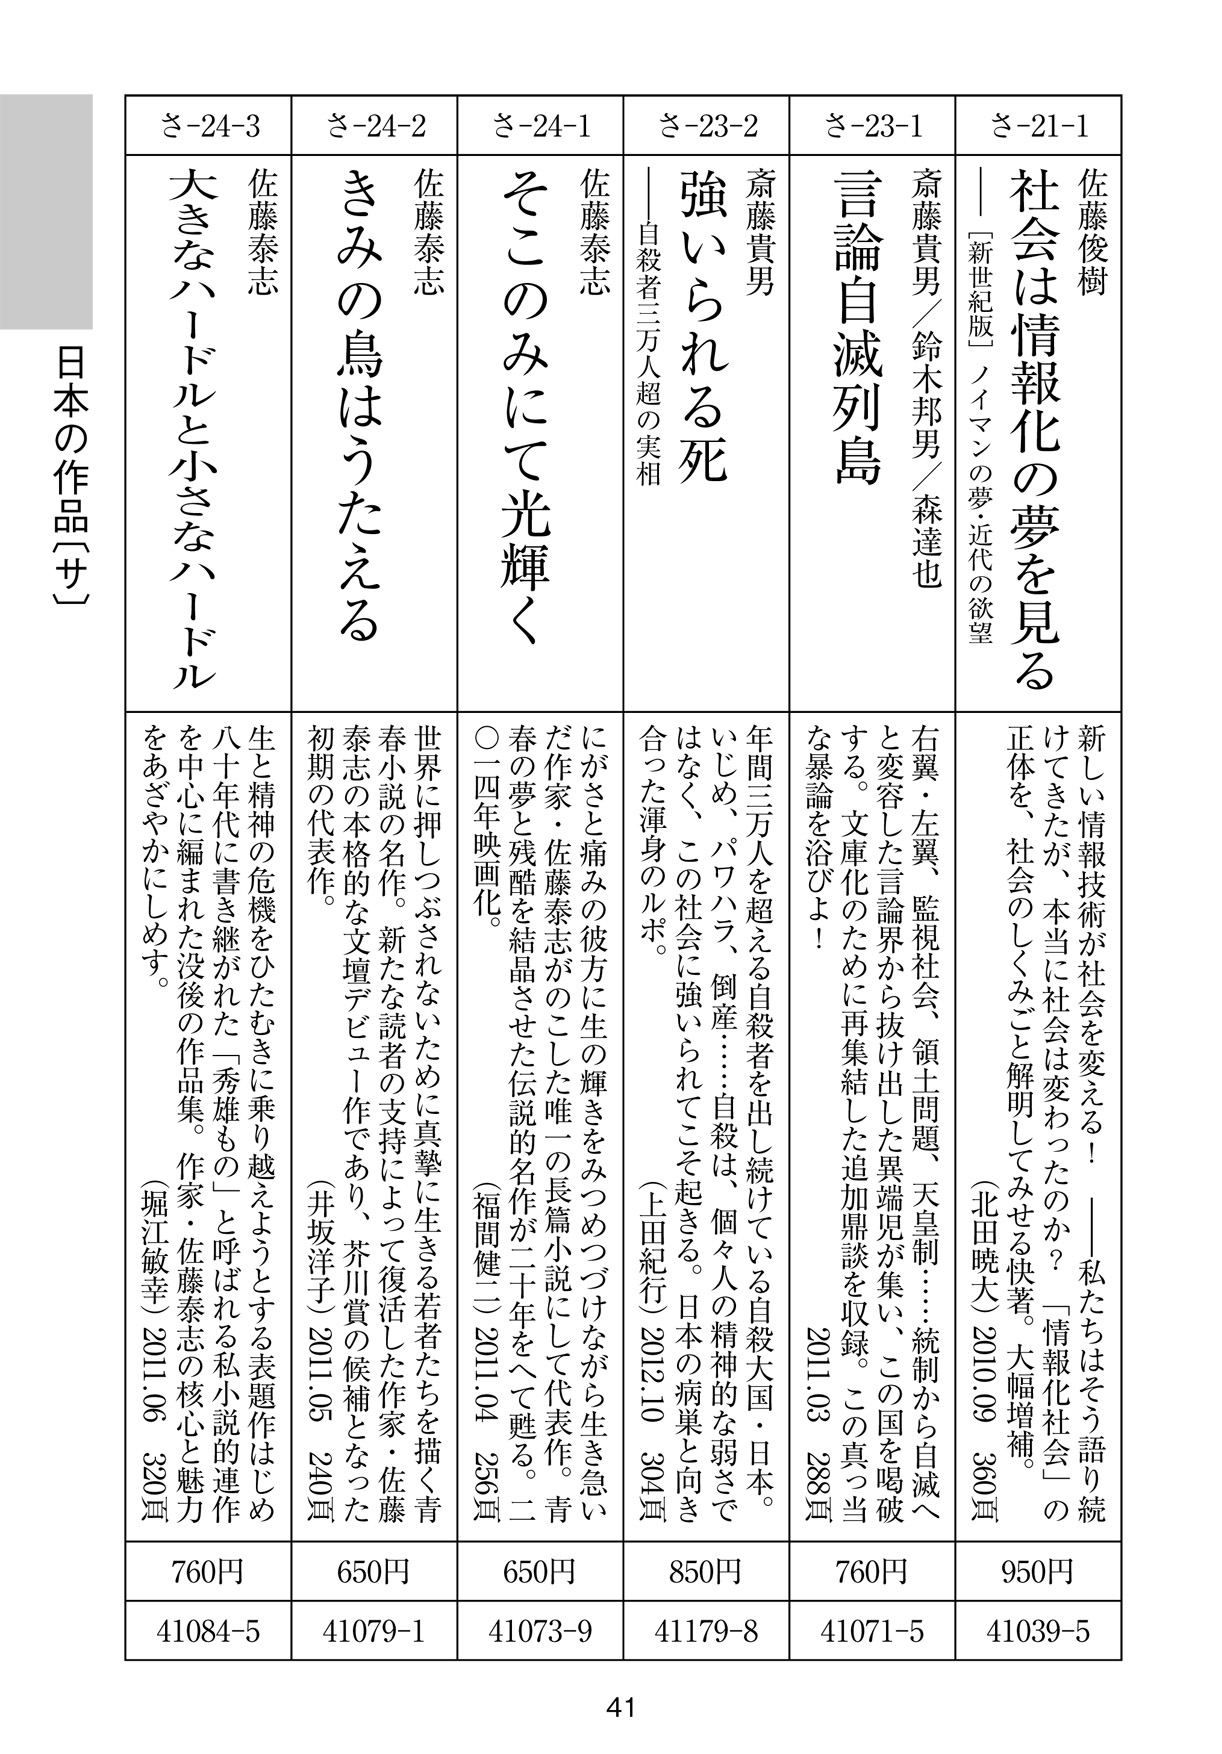 さ-21-1
佐藤俊樹
社会は情報化の夢を見る
――［新世紀版］ノイマンの夢・近代の欲望
新しい情報技術が社会を変える！　――私たちはそう語り続
けてきたが、本当に社会は変わったのか？　「情報化社会」の
正体を、社会のしくみごと解明してみせる快著。大幅増補。
（北田暁大）2010.09　360頁
950円
41039-5
さ-23-1
斎藤貴男／鈴木邦男／森達也
言論自滅列島
右翼・左翼、監視社会、領土問題、天皇制……統制から自滅へ
と変容した言論界から抜け出した異端児が集い、この国を喝破
する。文庫化のために再集結した追加鼎談を収録。この真っ当
な暴論を浴びよ！　2011.03　288頁
760円
41071-5
さ-23-2
斎藤貴男
強いられる死
――自殺者三万人超の実相
年間三万人を超える自殺者を出し続けている自殺大国・日本。
いじめ、パワハラ、倒産……自殺は、個々人の精神的な弱さで
はなく、この社会に強いられてこそ起きる。日本の病巣と向き
合った渾身のルポ。（上田紀行）2012.10　304頁
850円
41179-8
さ-24-1
佐藤泰志
そこのみにて光輝く
にがさと痛みの彼方に生の輝きをみつめつづけながら生き急い
だ作家・佐藤泰志がのこした唯一の長篇小説にして代表作。青
春の夢と残酷を結晶させた伝説的名作が二十年をへて甦る。二
〇一四年映画化。（福間健二）2011.04　256頁
650円
41073-9
さ-24-2
佐藤泰志
きみの鳥はうたえる
世界に押しつぶされないために真摯に生きる若者たちを描く青
春小説の名作。新たな読者の支持によって復活した作家・佐藤
泰志の本格的な文壇デビュー作であり、芥川賞の候補となった
初期の代表作。（井坂洋子）2011.05　240頁
650円
41079-1
さ-24-3
佐藤泰志
大きなハードルと小さなハードル
生と精神の危機をひたむきに乗り越えようとする表題作はじめ
八十年代に書き継がれた「秀雄もの」と呼ばれる私小説的連作
を中心に編まれた没後の作品集。作家・佐藤泰志の核心と魅力
をあざやかにしめす。（堀江敏幸）2011.06　320頁
760円
41084-5
日本の作品〔サ〕
41